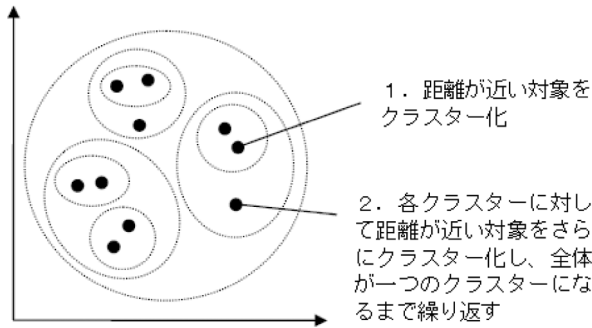 １．距離が近い対象を
クラスター化
２．各クラスターに対し
て距離が近い対象をさら
にクラスター化し、全体
が一つのクラスターにな
るまで繰り返す